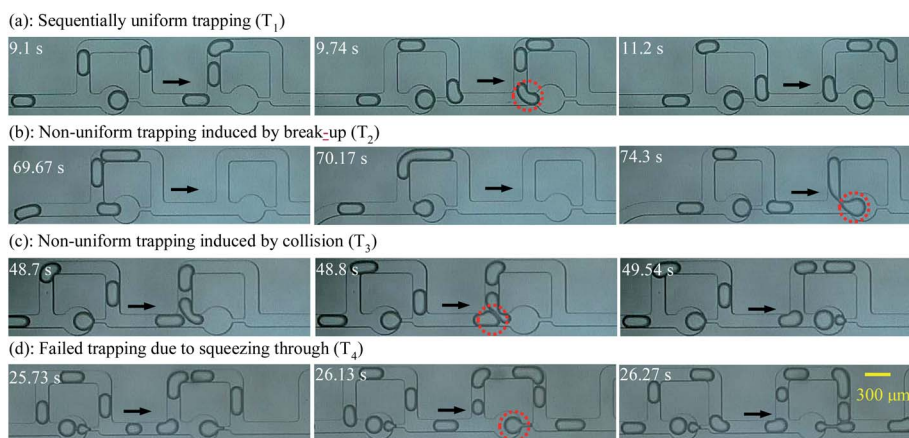 (a): Sequentially uniform trapping (T₁)
9.1 s 9.74 s 11.2 s
(b): Non-uniform trapping induced by break-up (T₂)
69.67 s 70.17 s 74.3 s
(c): Non-uniform trapping induced by collision (T₃)
48.7 s 48.8 s 49.54 s
(d): Failed trapping due to squeezing through (T₄)
25.73 s 26.13 s 26.27 s
300 μm